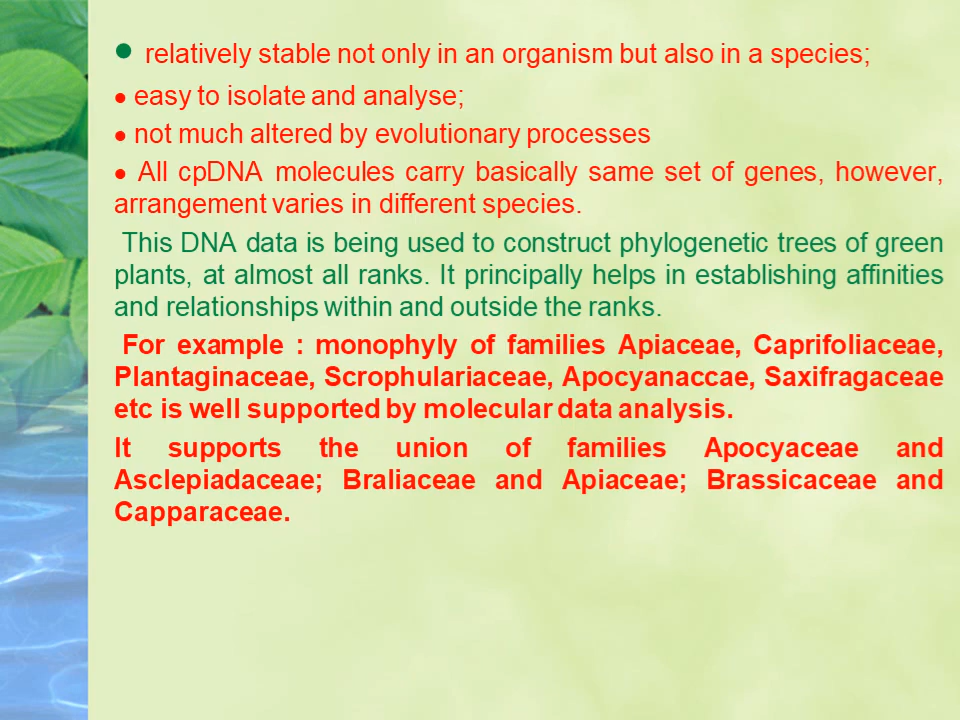 • relatively stable not only in an organism but also in a species;
• easy to isolate and analyse;
• not much altered by evolutionary processes
• All cpDNA molecules carry basically same set of genes, however,
arrangement varies in different species.
This DNA data is being used to construct phylogenetic trees of green
plants, at almost all ranks. It principally helps in establishing affinities
and relationships within and outside the ranks.
For example : monophyly of families Apiaceae, Caprifoliaceae,
Plantaginaceae, Scrophulariaceae, Apocyanaccae, Saxifragaceae
etc is well supported by molecular data analysis.
It supports the union of families Apocyaceae and
Asclepiadaceae; Braliaceae and Apiaceae; Brassicaceae and
Capparaceae.